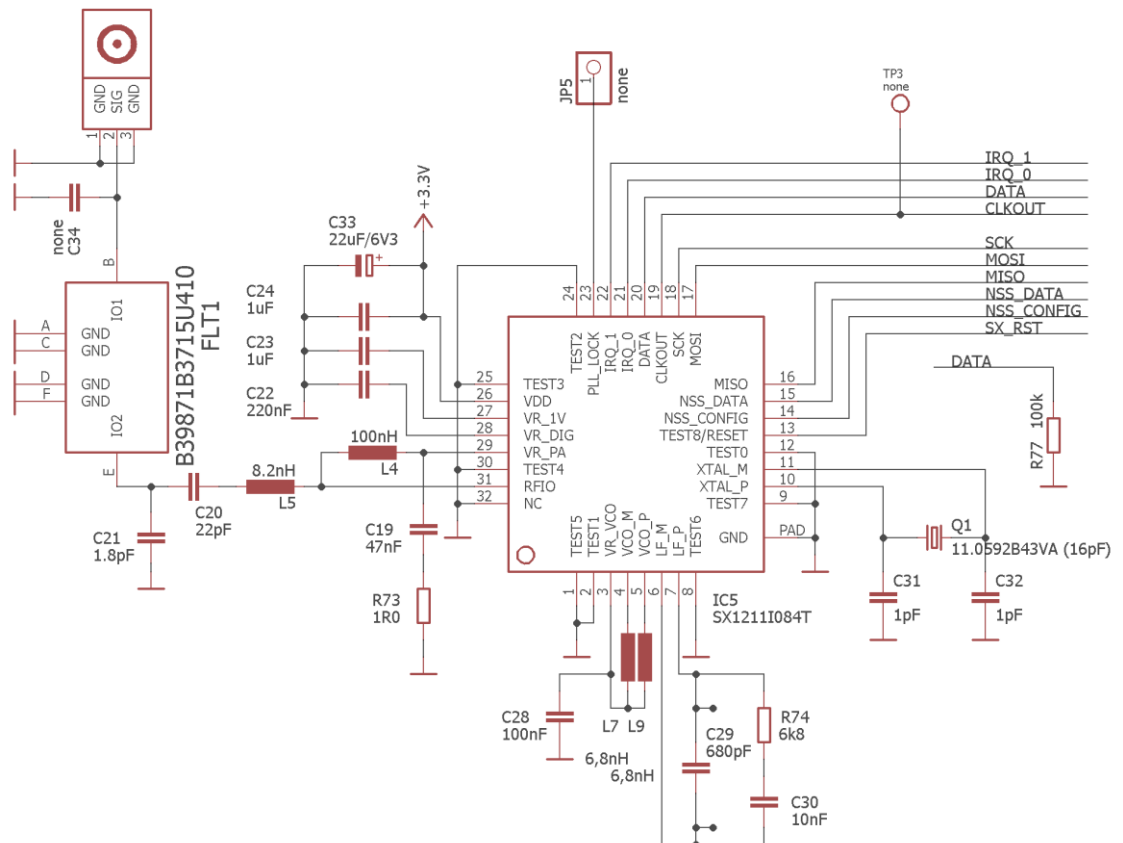 GND
SIG
GND
1
2
3
none
C34
B
IO1
A
GND
C
GND
D
GND
F
GND
IO2
E
B39871B3715U410
FLT1
C21
1.8pF
C20
22pF
8.2nH
L5
100nH
L4
C19
47nF
R73
1R0
+3.3V
C33
22uF/6V3
+
C24
1uF
C23
1uF
C22
220nF
JP5
1
none
TP3
none
IRQ_1
IRQ_0
DATA
CLKOUT
SCK
MOSI
MISO
NSS_DATA
NSS_CONFIG
SX_RST
DATA
R77 100k
24
23
22
21
20
19
18
17
TEST2
PLL_LOCK
IRQ_1
IRQ_0
DATA
CLKOUT
SCK
MOSI
25 TEST3
26 VDD
27 VR_1V
28 VR_DIG
29 VR_PA
30 TEST4
31 RFIO
32 NC
MISO 16
NSS_DATA 15
NSS_CONFIG 14
TEST8/RESET 13
TEST0 12
XTAL_M 11
XTAL_P 10
TEST7 9
GND PAD
TEST5
TEST1
VR_VCO
VCO_M
VCO_P
LF_M
LF_P
TEST6
1
2
3
4
5
6
7
8
IC5
SX1211I084T
Q1
11.0592B43VA (16pF)
C31
1pF
C32
1pF
C28
100nF
L7 L9
6,8nH
6,8nH
C29
680pF
R74
6k8
C30
10nF